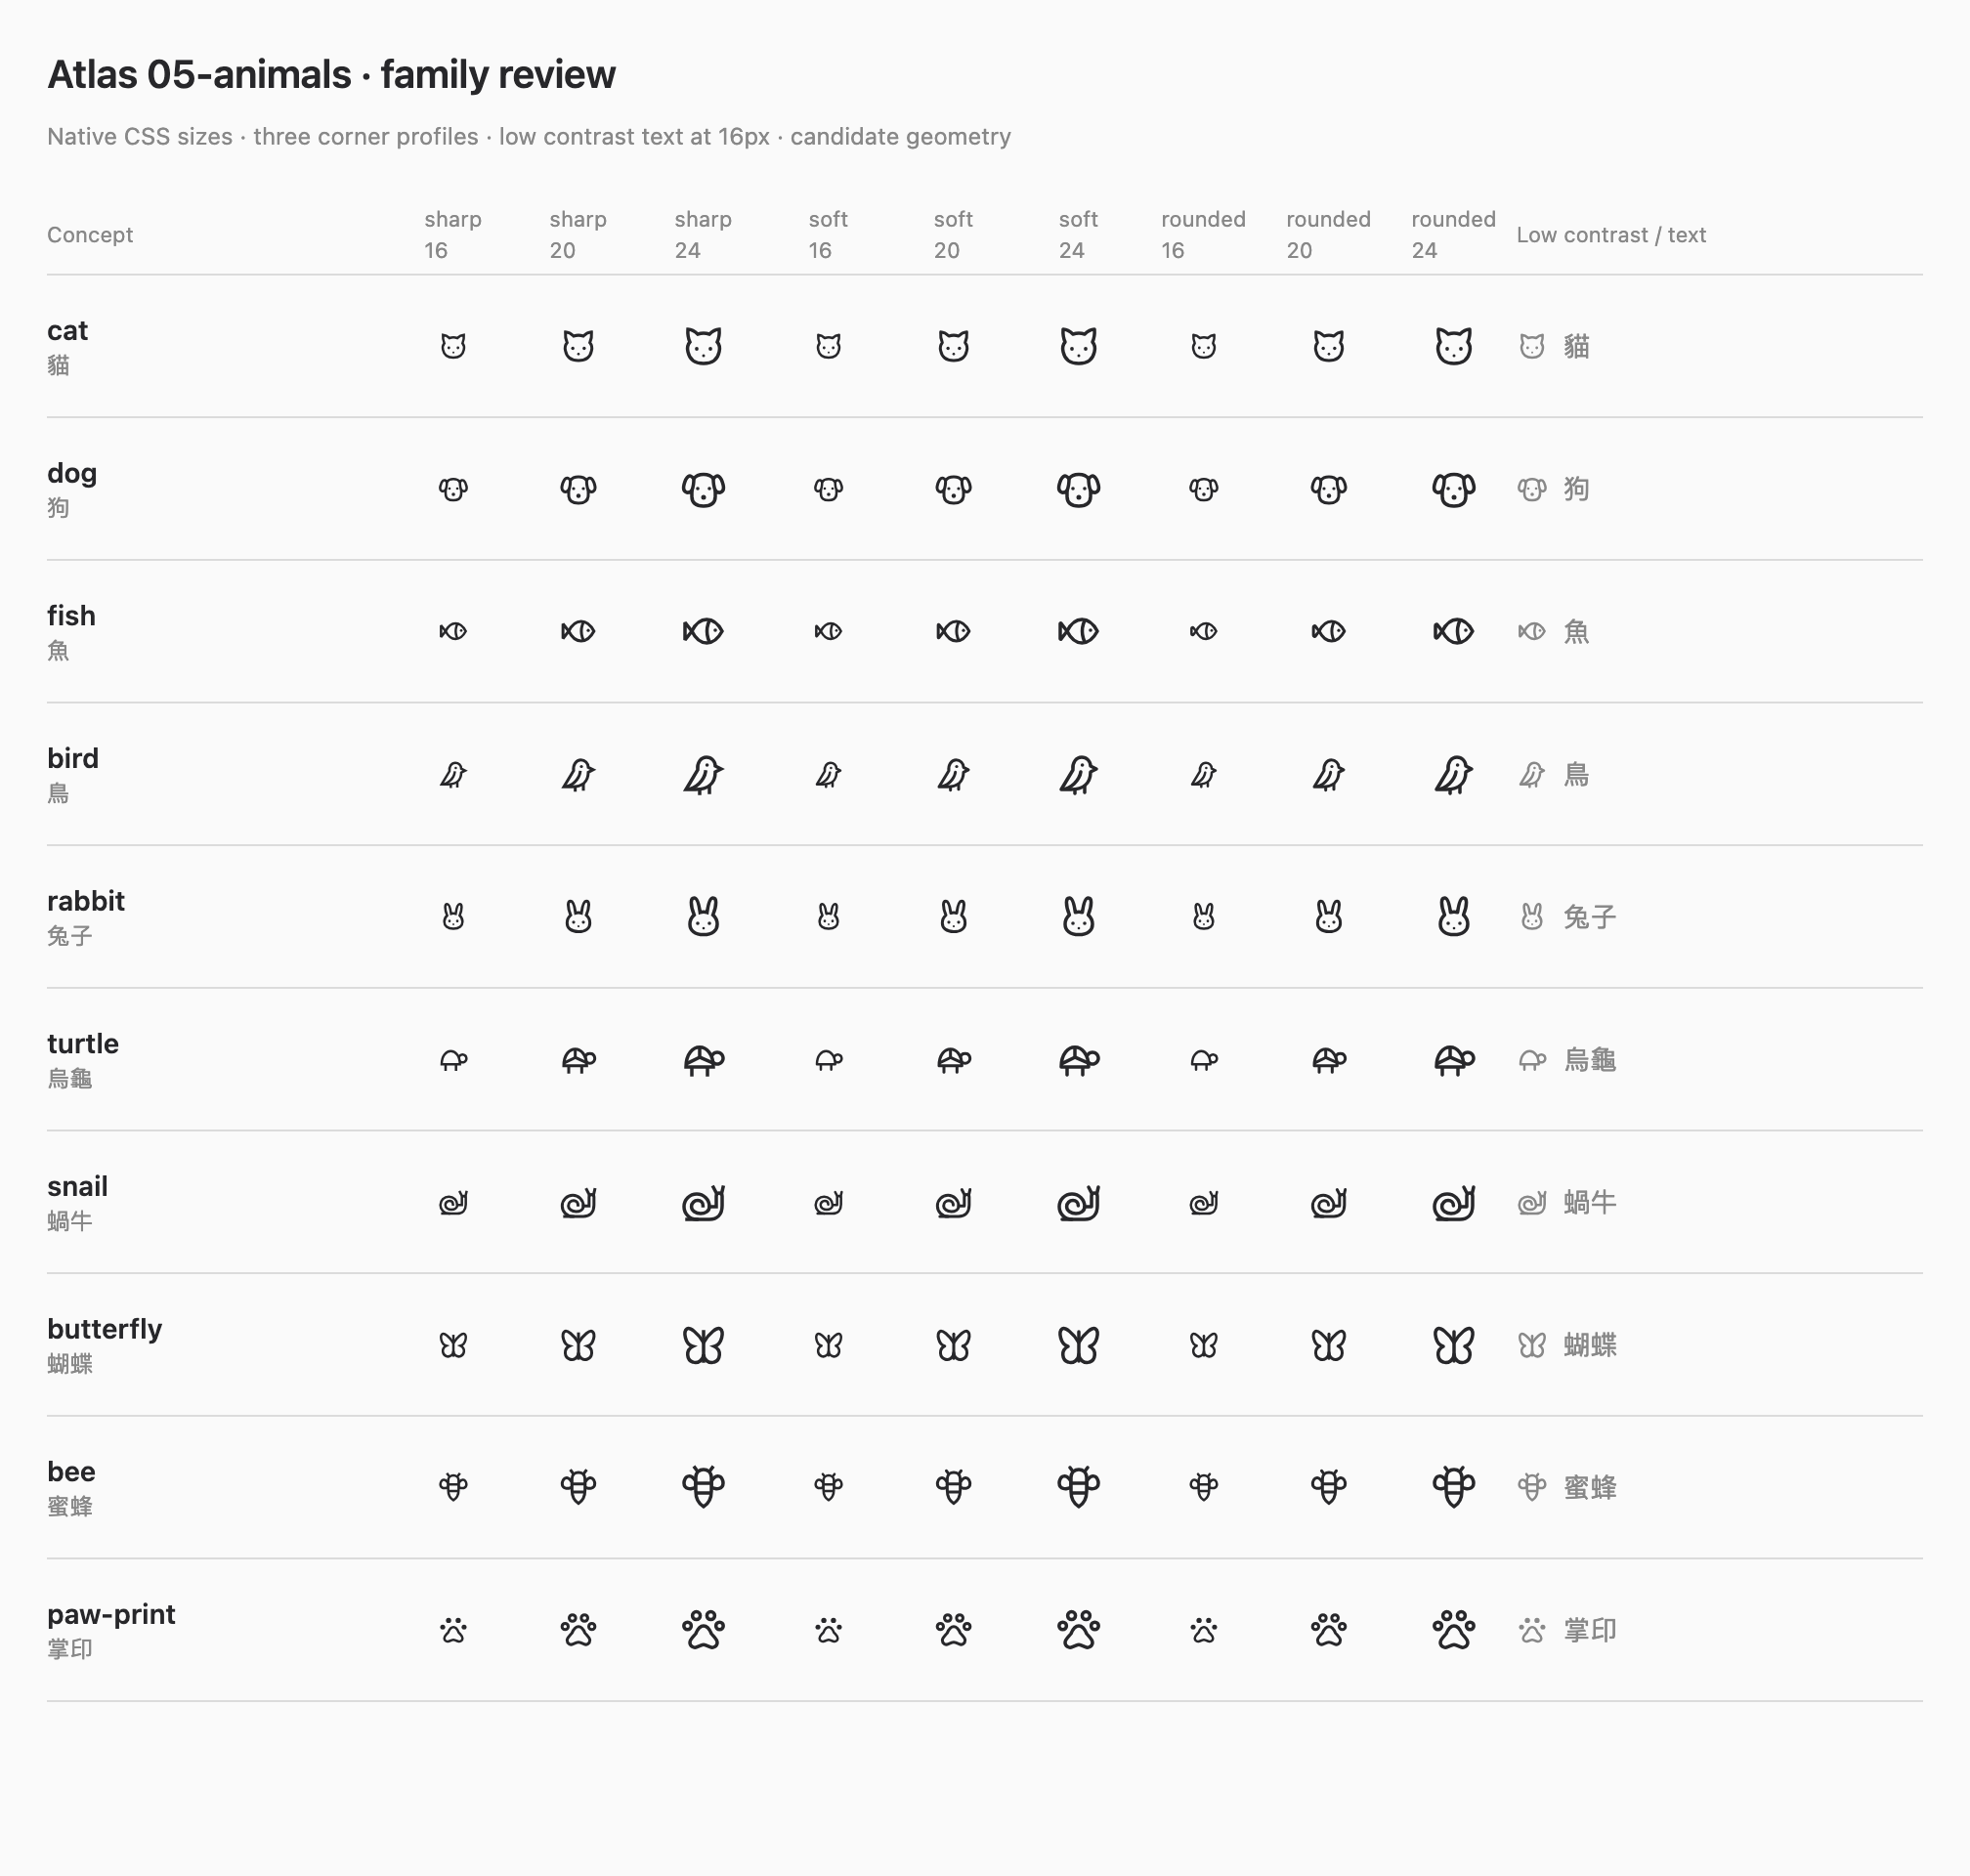 Atlas 05-animals · family review
Native CSS sizes · three corner profiles · low contrast text at 16px · candidate geometry
Concept sharp 16 sharp 20 sharp 24 soft 16 soft 20 soft 24 rounded 16 rounded 20 rounded 24 Low contrast / text
cat
貓
貓
dog
狗
狗
fish
魚
魚
bird
鳥
鳥
rabbit
兔子
兔子
turtle
烏龜
烏龜
snail
蝸牛
蝸牛
butterfly
蝴蝶
蝴蝶
bee
蜜蜂
蜜蜂
paw-print
掌印
掌印